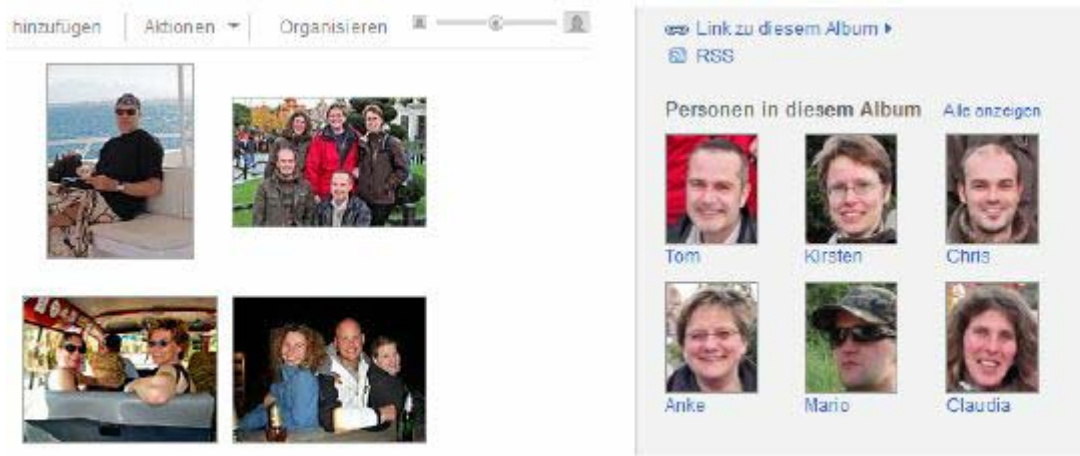 hinzufügen Aktionen Organisieren
Link zu diesem Album
RSS
Personen in diesem Album Alle anzeigen
Tom Kirsten Chris
Anke Mario Claudia